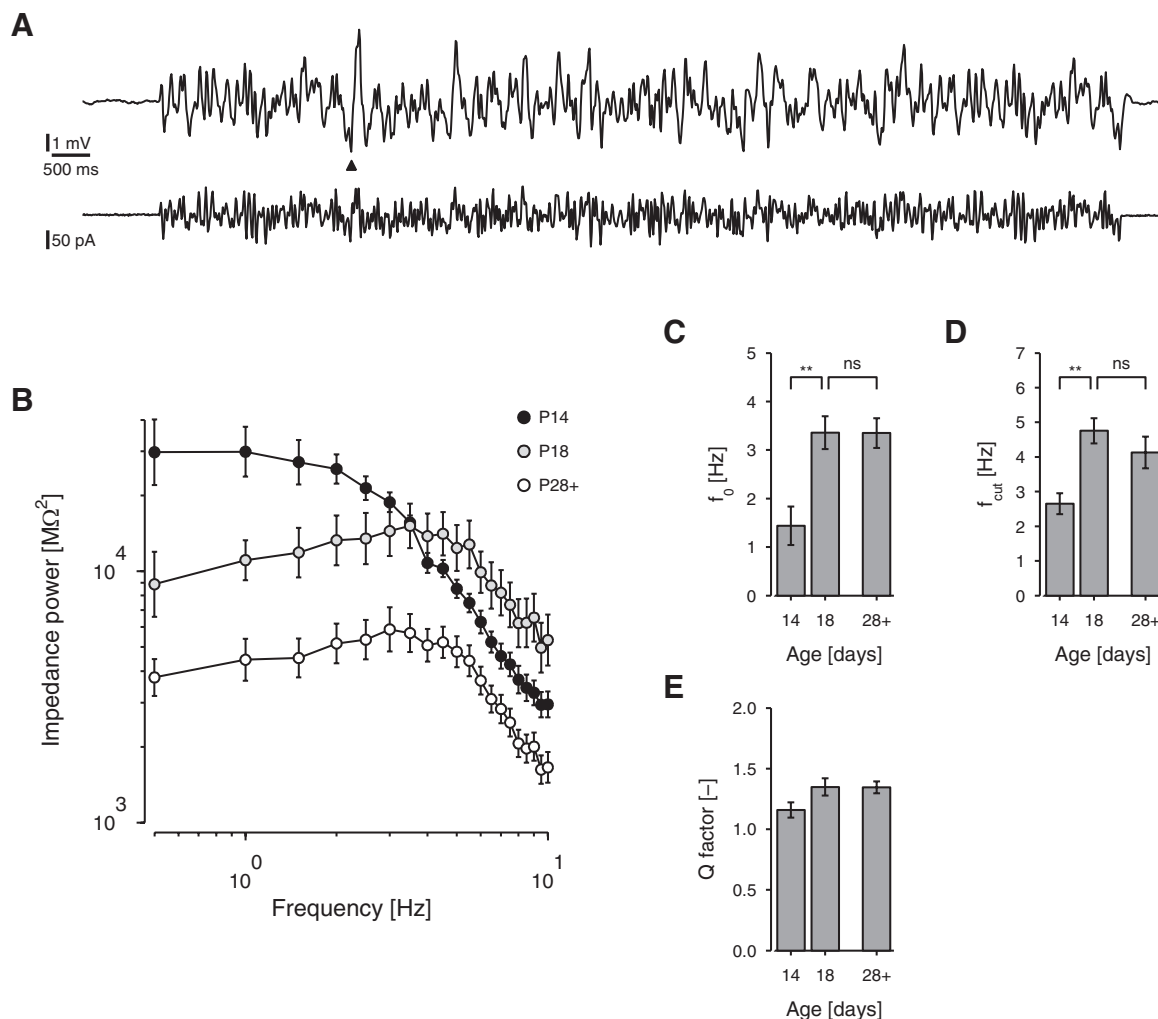 A
1 mV
500 ms
50 pA
B
P14
P18
P28+
Impedance power [MΩ²]
10⁴
10³
10⁰
10¹
Frequency [Hz]
C
f₀ [Hz]
5
4
3
2
1
0
** ns
14 18 28+
Age [days]
D
f_cut [Hz]
7
6
5
4
3
2
1
0
** ns
14 18 28+
Age [days]
E
Q factor [–]
2.0
1.5
1.0
0.5
0.0
14 18 28+
Age [days]